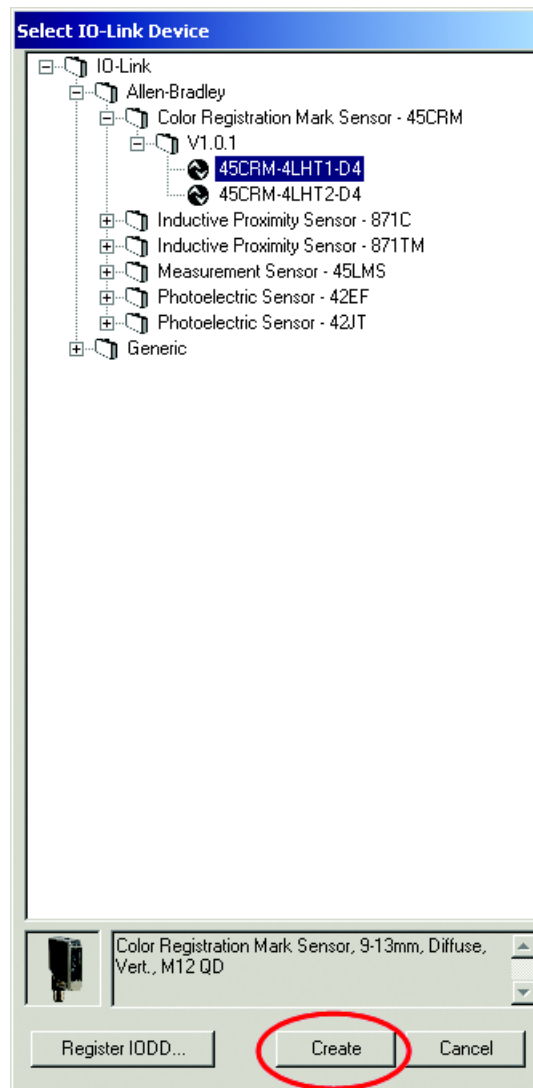 Select IO-Link Device
IO-Link
Allen-Bradley
Color Registration Mark Sensor - 45CRM
V1.0.1
45CRM-4LHT1-D4
45CRM-4LHT2-D4
Inductive Proximity Sensor - 871C
Inductive Proximity Sensor - 871TM
Measurement Sensor - 45LMS
Photoelectric Sensor - 42EF
Photoelectric Sensor - 42JT
Generic
Color Registration Mark Sensor, 9-13mm, Diffuse,
Vert., M12 QD
Register IODD... Create Cancel